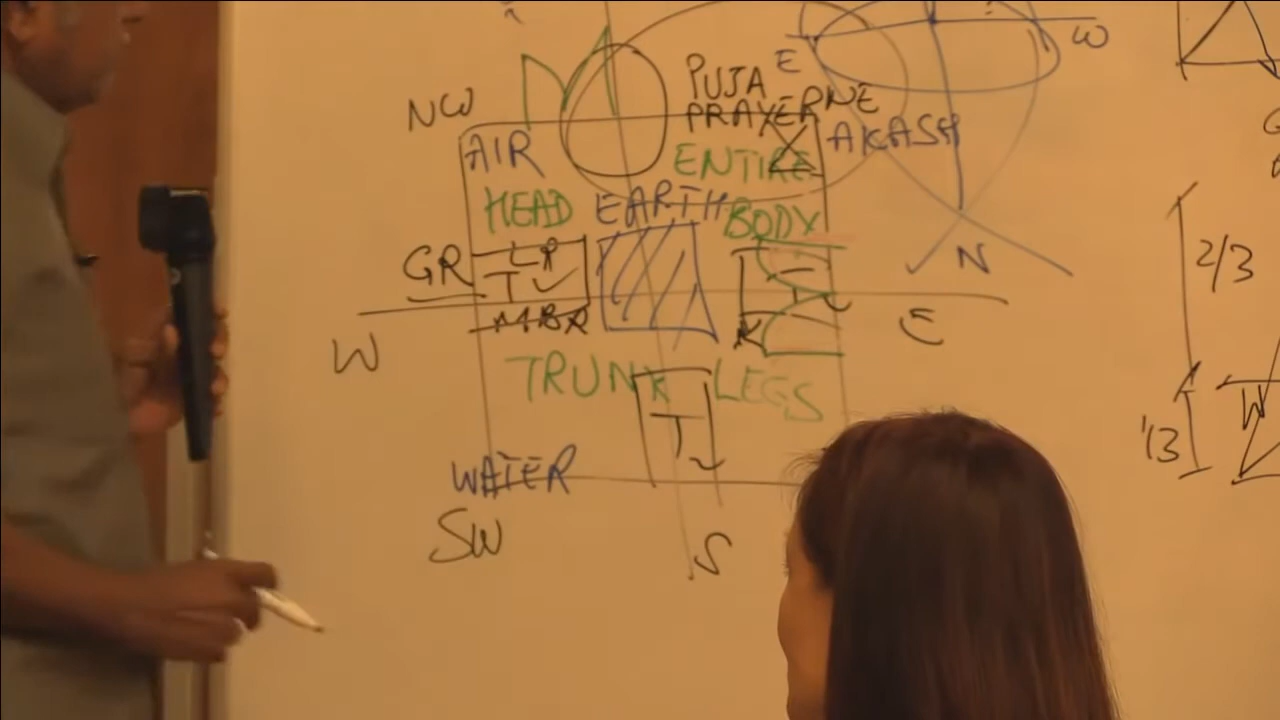 W
E
NW
PUJA
PRAYER NE
AIR
AKASH
ENTIRE
HEAD
EARTH
BODY
N
GR
T
MBR
T
2/3
W
E
TRUNK
LEGS
T
1/3
W
WATER
SW
S